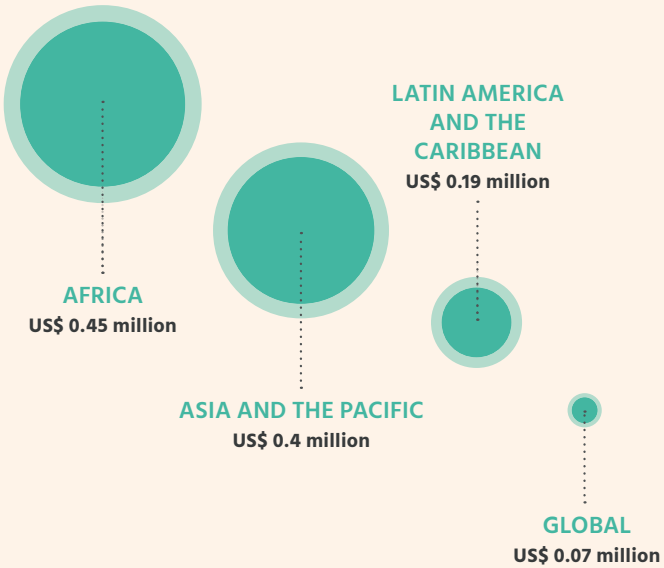 AFRICA
US$ 0.45 million
ASIA AND THE PACIFIC
US$ 0.4 million
LATIN AMERICA
AND THE
CARIBBEAN
US$ 0.19 million
GLOBAL
US$ 0.07 million